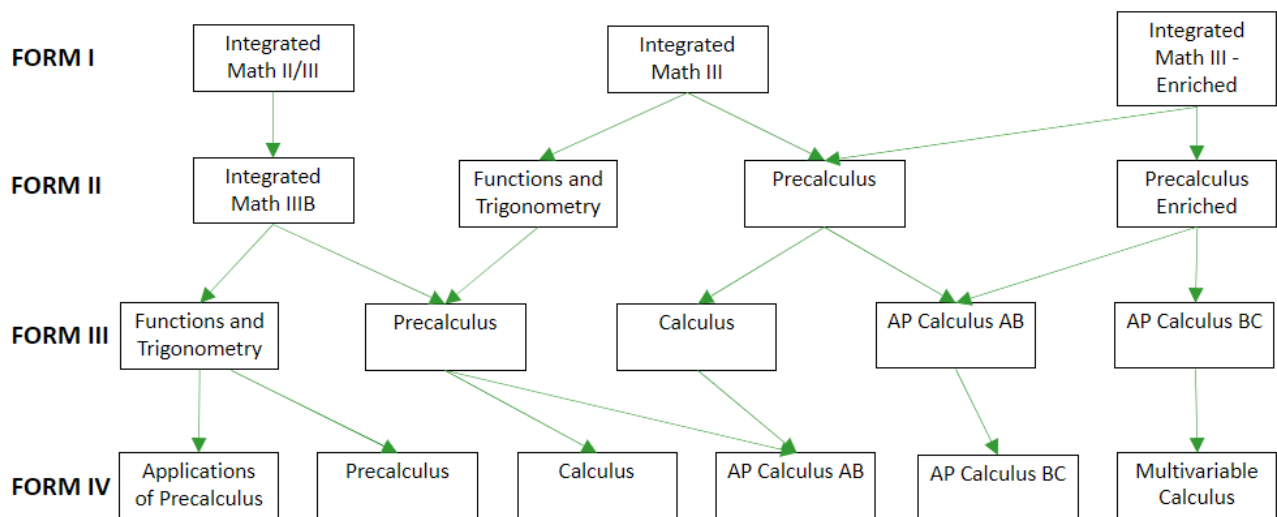 FORM I
Integrated
Math II/III
Integrated
Math III
Integrated
Math III -
Enriched
FORM II
Integrated
Math IIIB
Functions and
Trigonometry
Precalculus
Precalculus
Enriched
FORM III
Functions and
Trigonometry
Precalculus
Calculus
AP Calculus AB
AP Calculus BC
FORM IV
Applications
of Precalculus
Precalculus
Calculus
AP Calculus AB
AP Calculus BC
Multivariable
Calculus